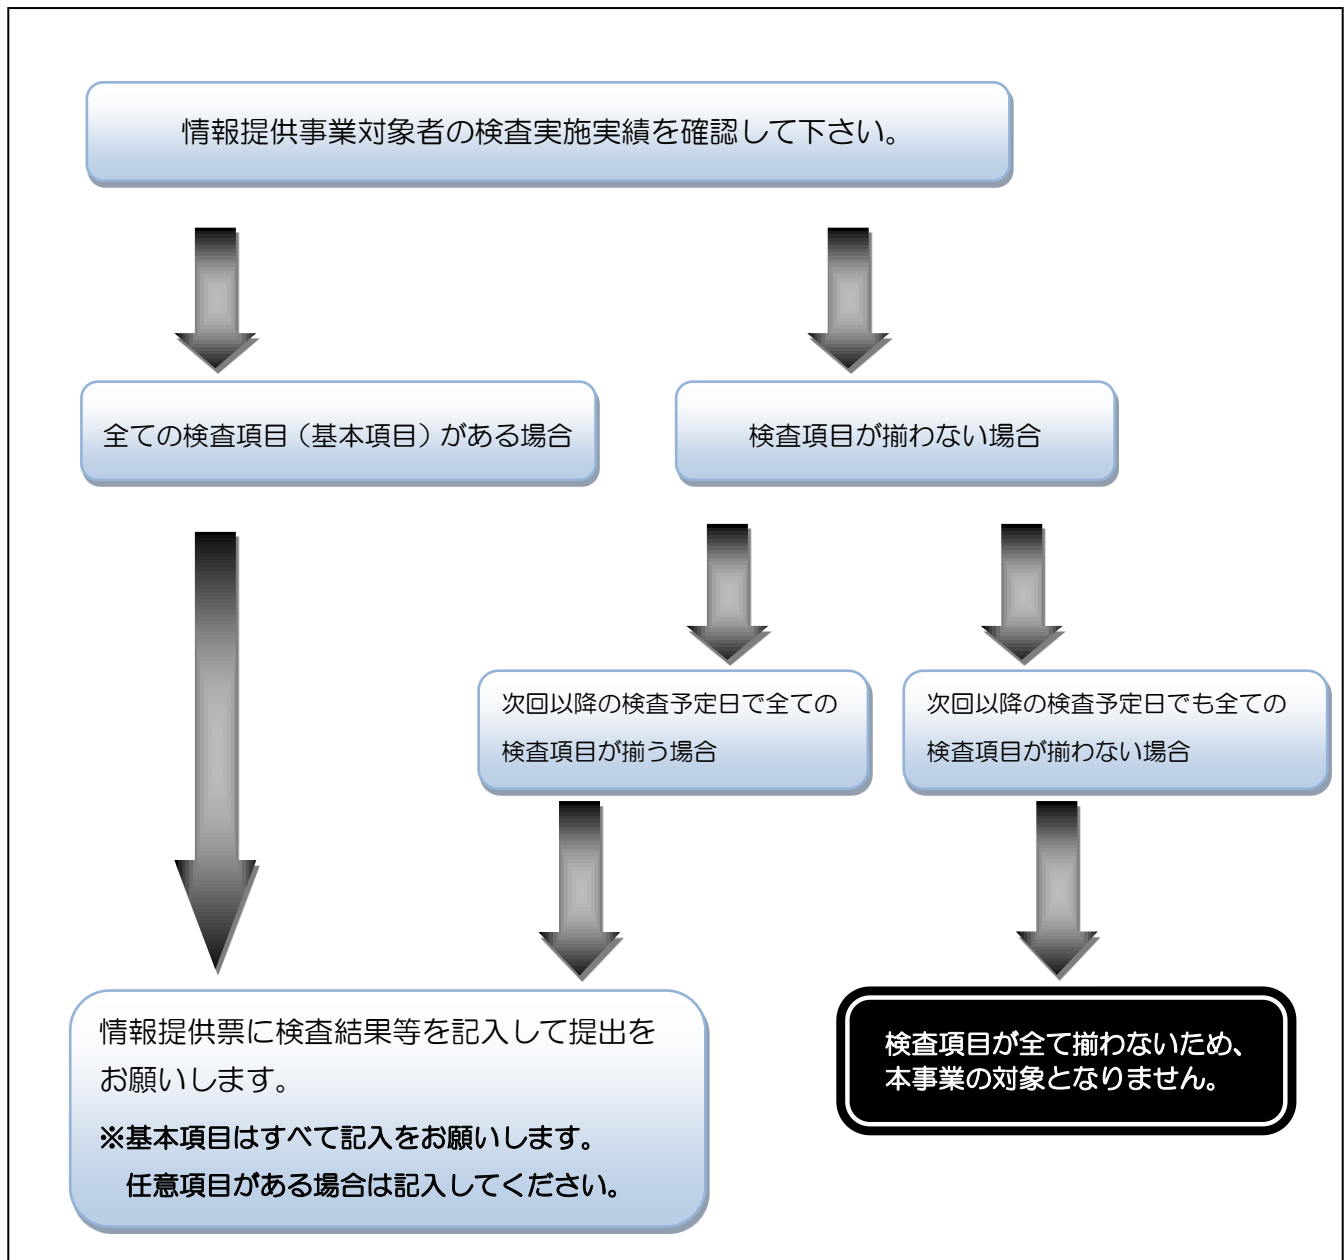 情報提供事業対象者の検査実施実績を確認して下さい。
全ての検査項目（基本項目）がある場合
検査項目が揃わない場合
次回以降の検査予定日で全ての
検査項目が揃う場合
次回以降の検査予定日でも全ての
検査項目が揃わない場合
情報提供票に検査結果等を記入して提出を
お願いします。
※基本項目はすべて記入をお願いします。
任意項目がある場合は記入してください。
検査項目が全て揃わないため、
本事業の対象となりません。